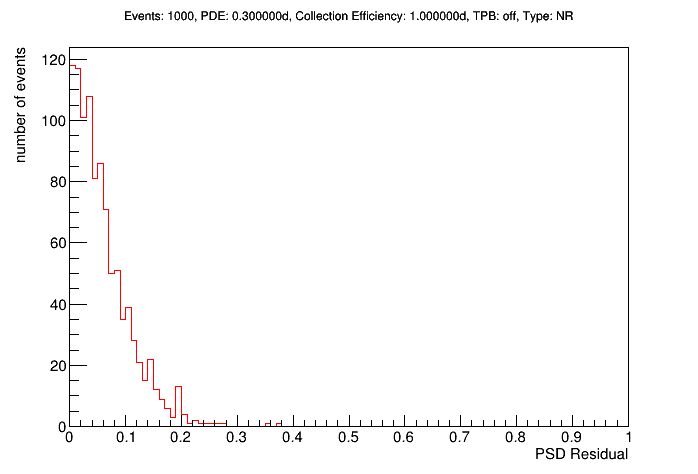 Events: 1000, PDE: 0.300000d, Collection Efficiency: 1.000000d, TPB: off, Type: NR
number of events
120
100
80
60
40
20
0
0 0.1 0.2 0.3 0.4 0.5 0.6 0.7 0.8 0.9 1
PSD Residual